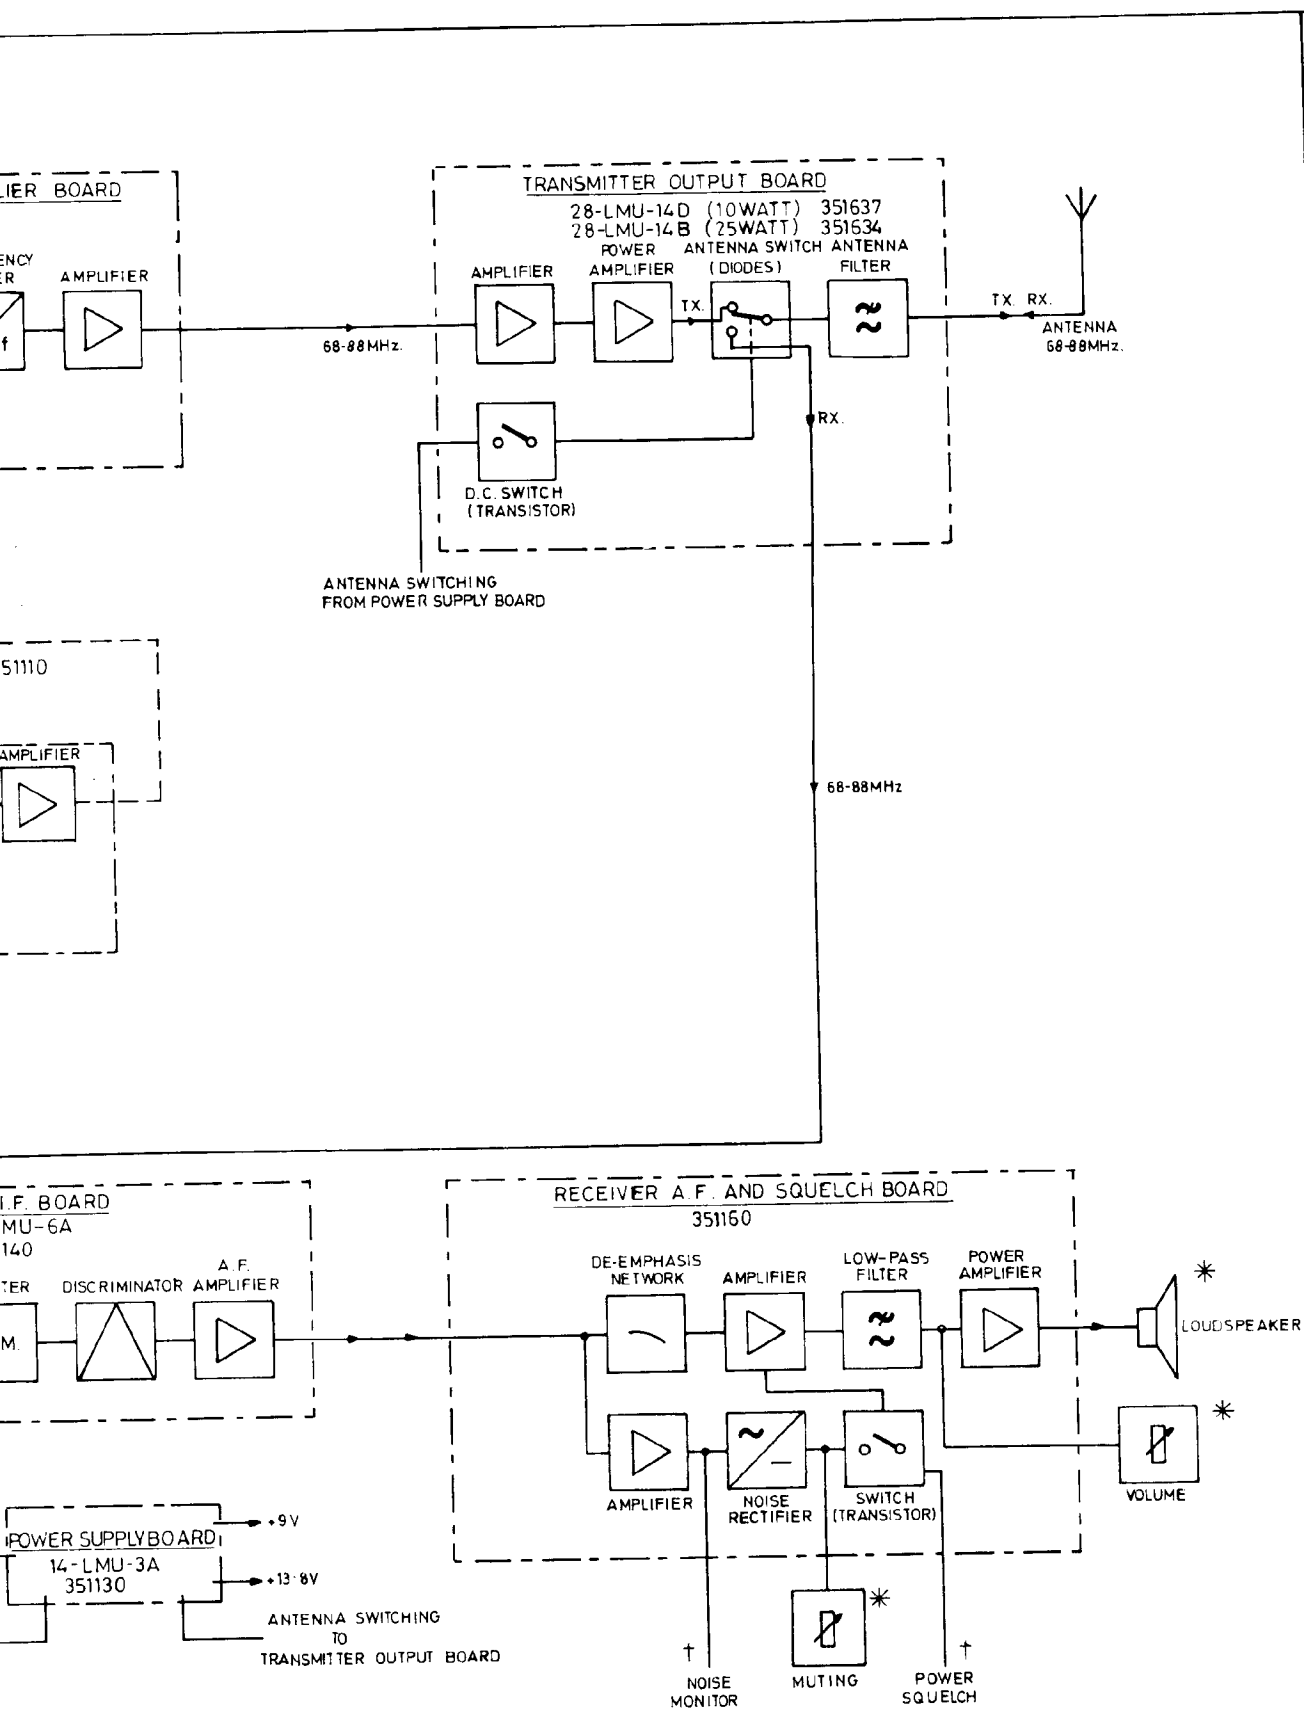 LIER BOARD
ENCY
ER
AMPLIFIER
f
68-88MHz.
TRANSMITTER OUTPUT BOARD
28-LMU-14D (10WATT) 351637
28-LMU-14B (25WATT) 351634
AMPLIFIER
POWER
AMPLIFIER
ANTENNA SWITCH
(DIODES)
ANTENNA
FILTER
TX.
RX.
TX. RX.
ANTENNA
68-88MHz.
D.C. SWITCH
(TRANSISTOR)
ANTENNA SWITCHING
FROM POWER SUPPLY BOARD
51110
AMPLIFIER
68-88MHz
I.F. BOARD
MU-6A
140
TER
M.
DISCRIMINATOR
A.F.
AMPLIFIER
RECEIVER A.F. AND SQUELCH BOARD
351160
DE-EMPHASIS
NETWORK
AMPLIFIER
LOW-PASS
FILTER
POWER
AMPLIFIER
*
LOUDSPEAKER
*
VOLUME
AMPLIFIER
~
–
NOISE
RECTIFIER
SWITCH
(TRANSISTOR)
POWER SUPPLY BOARD
14-LMU-3A
351130
+9V
+13·8V
ANTENNA SWITCHING
TO
TRANSMITTER OUTPUT BOARD
†
NOISE
MONITOR
*
MUTING
†
POWER
SQUELCH